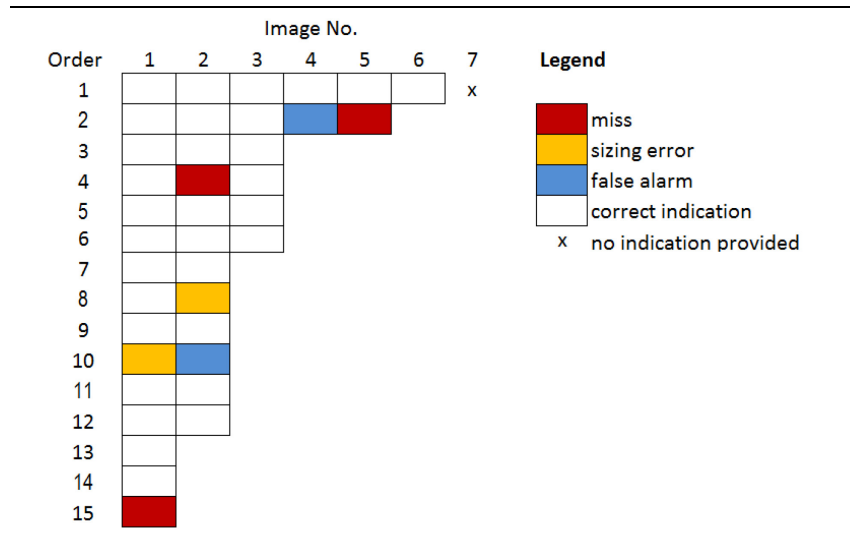 Image No.
Order 1 2 3 4 5 6 7 Legend
1 x
2 miss
3 sizing error
4 false alarm
5 correct indication
6 x no indication provided
7
8
9
10
11
12
13
14
15